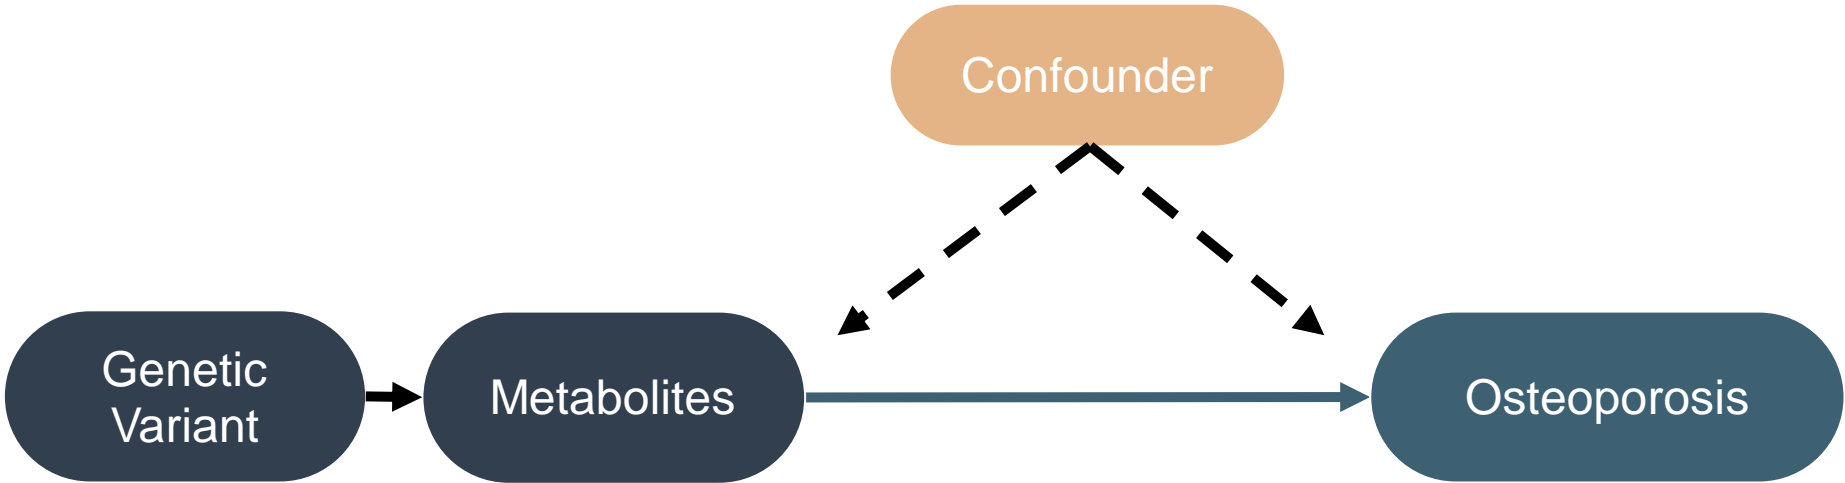 Confounder
Genetic
Variant
Metabolites
Osteoporosis